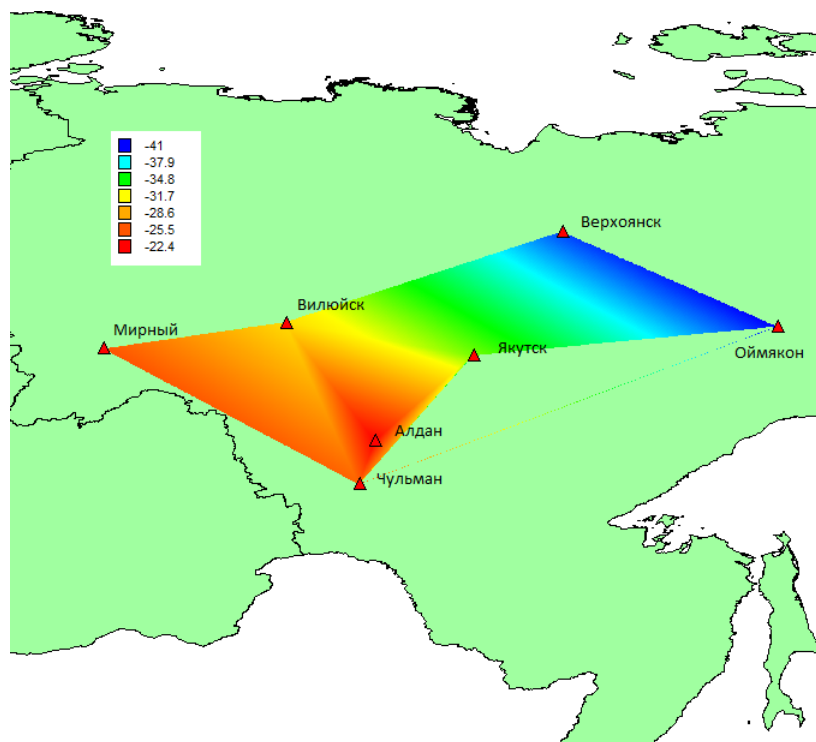 -41
-37.9
-34.8
-31.7
-28.6
-25.5
-22.4
Верхоянск
Вилюйск
Мирный
Якутск
Оймякон
Алдан
Чульман